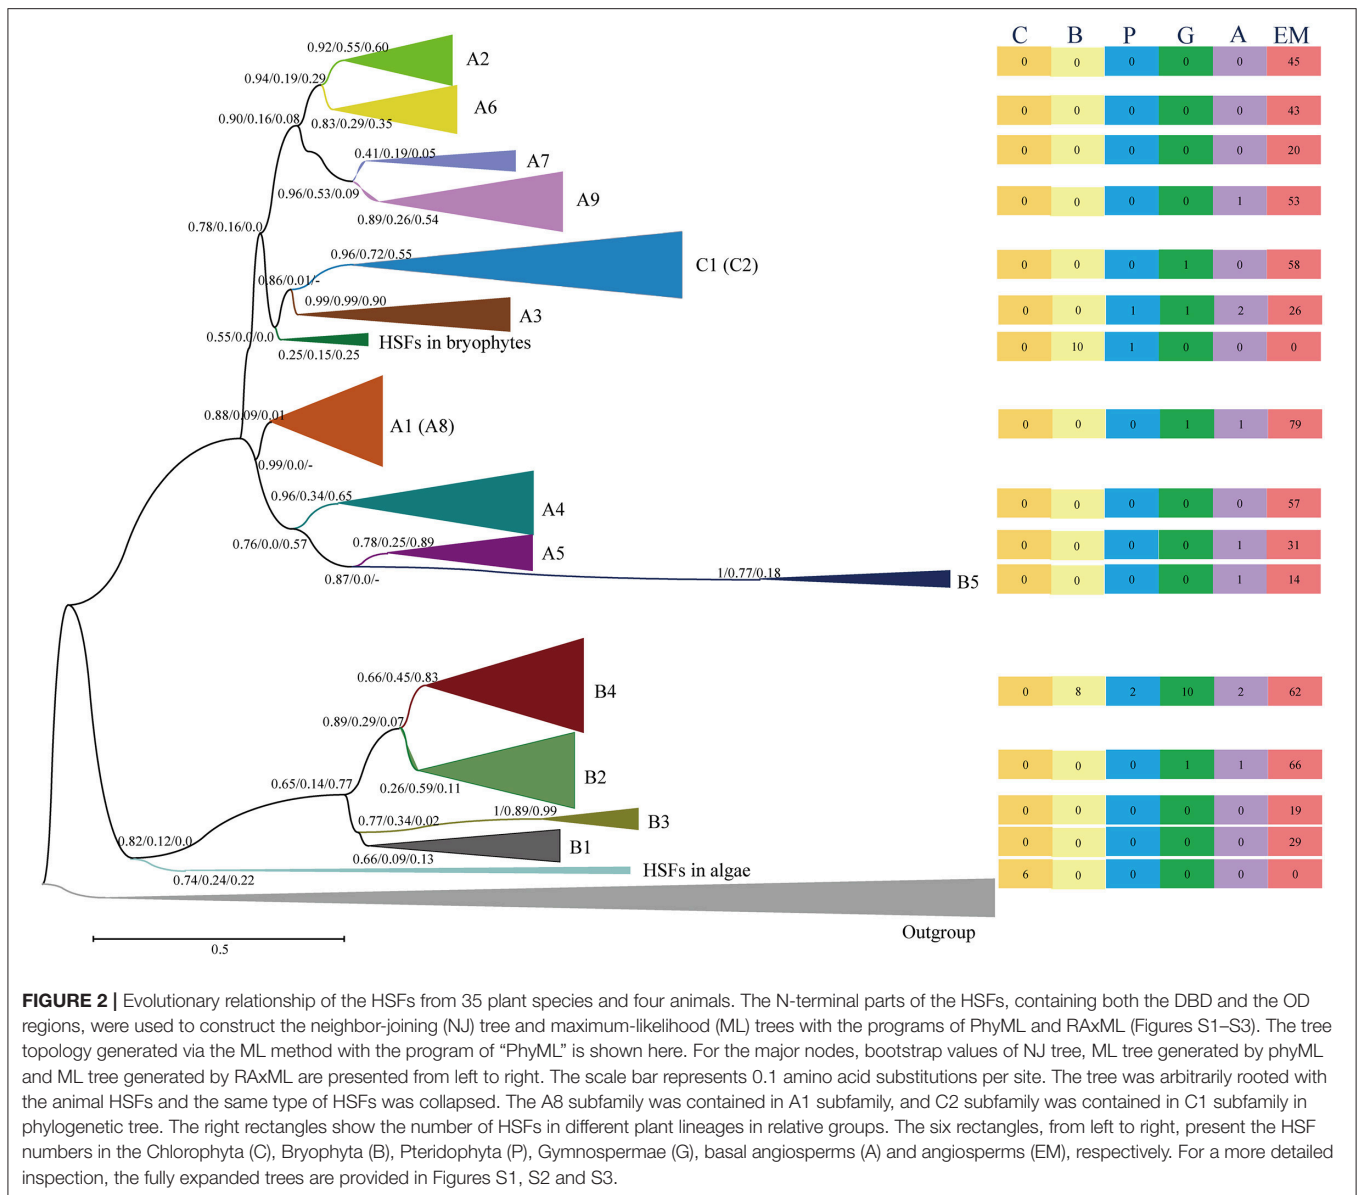 C B P G A EM
0.92/0.55/0.60
A2
0 0 0 0 0 45
0.94/0.19/0.29
A6
0 0 0 0 0 43
0.90/0.16/0.08
0.83/0.29/0.35
0.41/0.19/0.05
A7
0 0 0 0 0 20
0.96/0.53/0.09
A9
0 0 0 0 1 53
0.89/0.26/0.54
0.78/0.16/0.0
0.96/0.72/0.55
C1 (C2)
0 0 0 1 0 58
0.86/0.01/-
0.99/0.99/0.90
A3
0 0 1 1 2 26
0.55/0.0/0.0
HSFs in bryophytes
0 10 1 0 0 0
0.25/0.15/0.25
0.88/0.09/0.01
A1 (A8)
0 0 0 1 1 79
0.99/0.0/-
0.96/0.34/0.65
A4
0 0 0 0 0 57
0.76/0.0/0.57
0.78/0.25/0.89
A5
0 0 0 0 1 31
0.87/0.0/-
1/0.77/0.18
B5
0 0 0 0 1 14
0.66/0.45/0.83
B4
0 8 2 10 2 62
0.89/0.29/0.07
B2
0 0 0 1 1 66
0.65/0.14/0.77
0.26/0.59/0.11
1/0.89/0.99
B3
0 0 0 0 0 19
0.77/0.34/0.02
B1
0 0 0 0 0 29
0.82/0.12/0.0
0.66/0.09/0.13
HSFs in algae
6 0 0 0 0 0
0.74/0.24/0.22
Outgroup
0.5
FIGURE 2 | Evolutionary relationship of the HSFs from 35 plant species and four animals. The N-terminal parts of the HSFs, containing both the DBD and the OD
regions, were used to construct the neighbor-joining (NJ) tree and maximum-likelihood (ML) trees with the programs of PhyML and RAxML (Figures S1–S3). The tree
topology generated via the ML method with the program of “PhyML” is shown here. For the major nodes, bootstrap values of NJ tree, ML tree generated by phyML
and ML tree generated by RAxML are presented from left to right. The scale bar represents 0.1 amino acid substitutions per site. The tree was arbitrarily rooted with
the animal HSFs and the same type of HSFs was collapsed. The A8 subfamily was contained in A1 subfamily, and C2 subfamily was contained in C1 subfamily in
phylogenetic tree. The right rectangles show the number of HSFs in different plant lineages in relative groups. The six rectangles, from left to right, present the HSF
numbers in the Chlorophyta (C), Bryophyta (B), Pteridophyta (P), Gymnospermae (G), basal angiosperms (A) and angiosperms (EM), respectively. For a more detailed
inspection, the fully expanded trees are provided in Figures S1, S2 and S3.